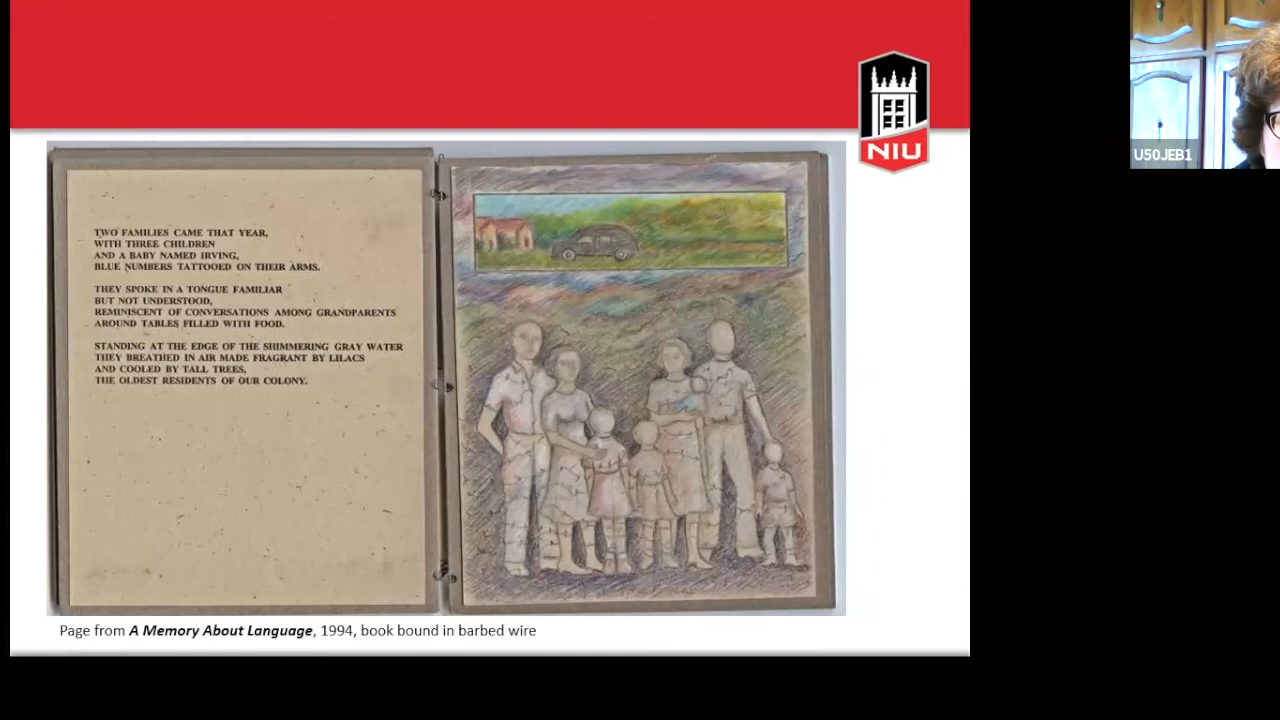 NIU
U50JEB1
TWO FAMILIES CAME THAT YEAR,
WITH THREE CHILDREN
AND A BABY NAMED IRVING,
BLUE NUMBERS TATTOOED ON THEIR ARMS.
THEY SPOKE IN A TONGUE FAMILIAR
BUT NOT UNDERSTOOD,
REMINISCENT OF CONVERSATIONS AMONG GRANDPARENTS
AROUND TABLES FILLED WITH FOOD.
STANDING AT THE EDGE OF THE SHIMMERING GRAY WATER
THEY BREATHED IN AIR MADE FRAGRANT BY LILACS
AND COOLED BY TALL TREES,
THE OLDEST RESIDENTS OF OUR COLONY.
Page from A Memory About Language, 1994, book bound in barbed wire